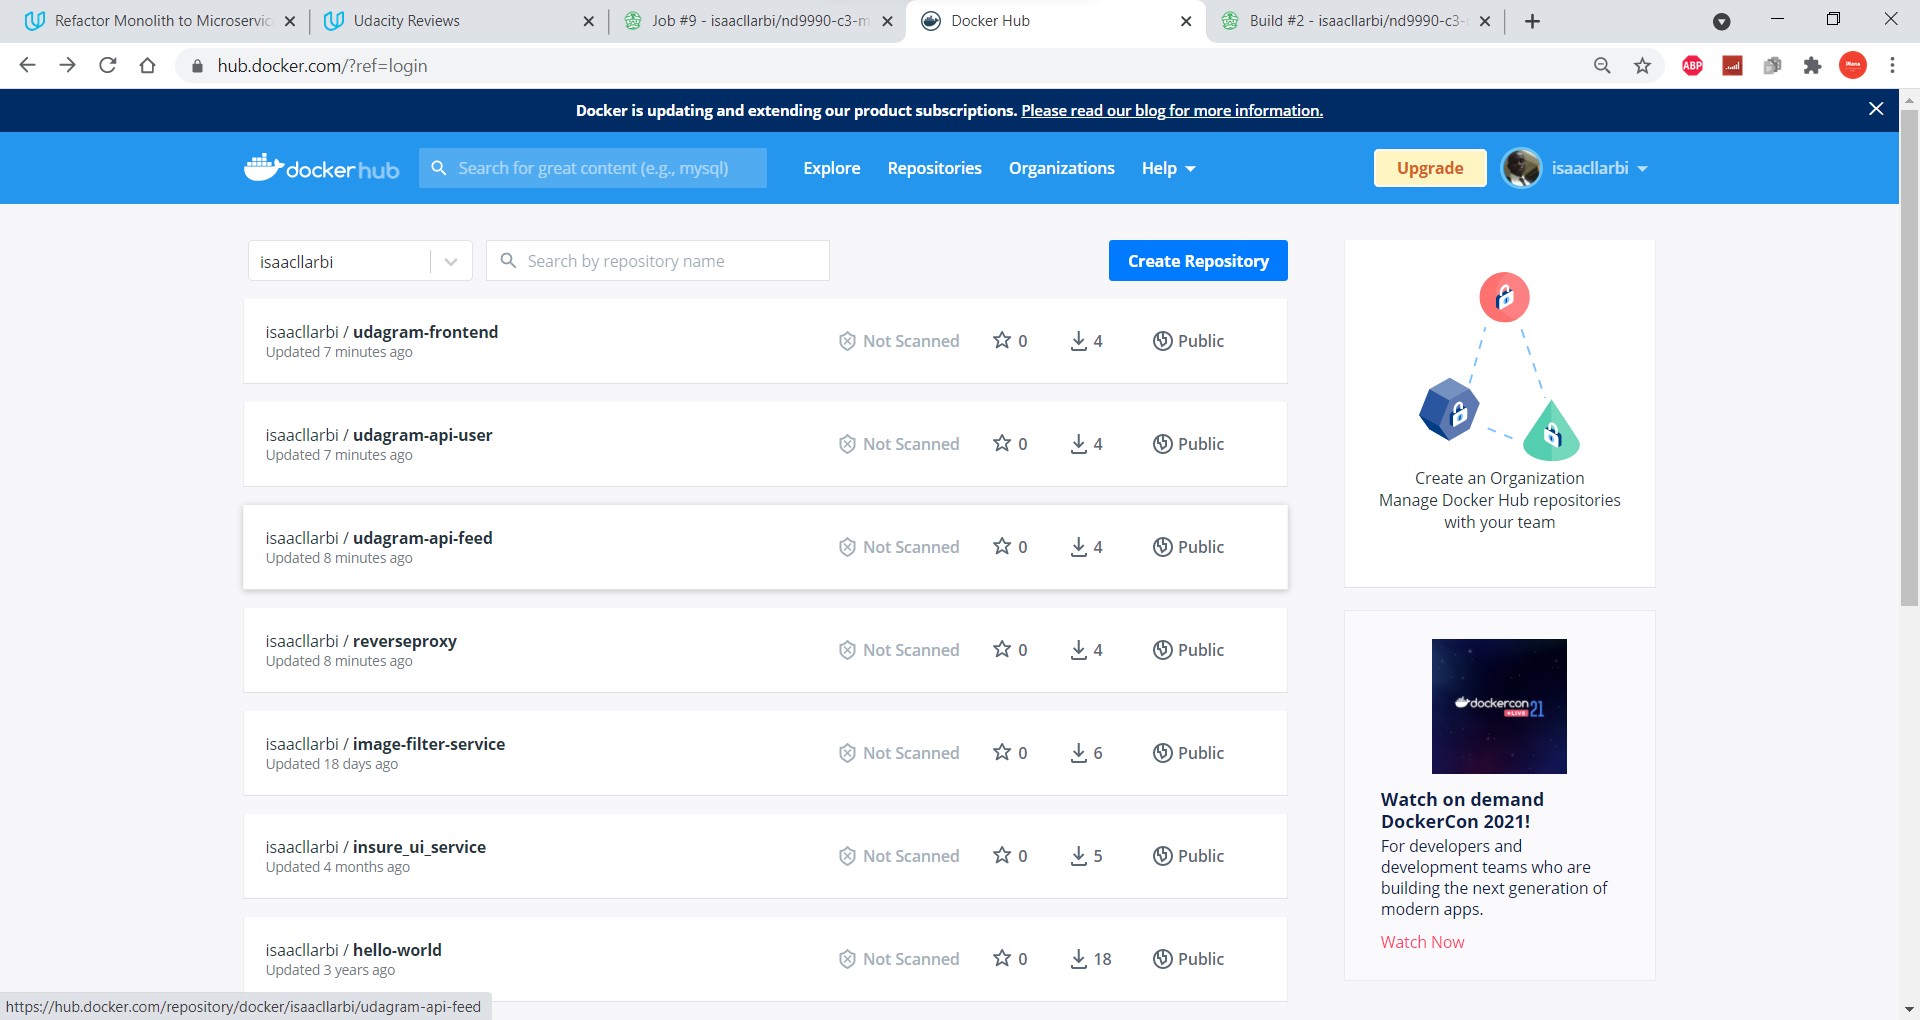 Refactor Monolith to Microservic
Udacity Reviews
Job #9 - isaacllarbi/nd9990-c3-m
Docker Hub
Build #2 - isaacllarbi/nd9990-c3-
hub.docker.com/?ref=login
ABP
Docker is updating and extending our product subscriptions. Please read our blog for more information.
docker hub
Search for great content (e.g., mysql)
Explore
Repositories
Organizations
Help
Upgrade
isaacllarbi
isaacllarbi
Search by repository name
Create Repository
isaacllarbi / udagram-frontend
Updated 7 minutes ago
Not Scanned
0
4
Public
isaacllarbi / udagram-api-user
Updated 7 minutes ago
Not Scanned
0
4
Public
isaacllarbi / udagram-api-feed
Updated 8 minutes ago
Not Scanned
0
4
Public
isaacllarbi / reverseproxy
Updated 8 minutes ago
Not Scanned
0
4
Public
isaacllarbi / image-filter-service
Updated 18 days ago
Not Scanned
0
6
Public
isaacllarbi / insure_ui_service
Updated 4 months ago
Not Scanned
0
5
Public
isaacllarbi / hello-world
Updated 3 years ago
Not Scanned
0
18
Public
Create an Organization
Manage Docker Hub repositories
with your team
dockercon
LIVE 21
Watch on demand
DockerCon 2021!
For developers and
development teams who are
building the next generation of
modern apps.
Watch Now
https://hub.docker.com/repository/docker/isaacllarbi/udagram-api-feed